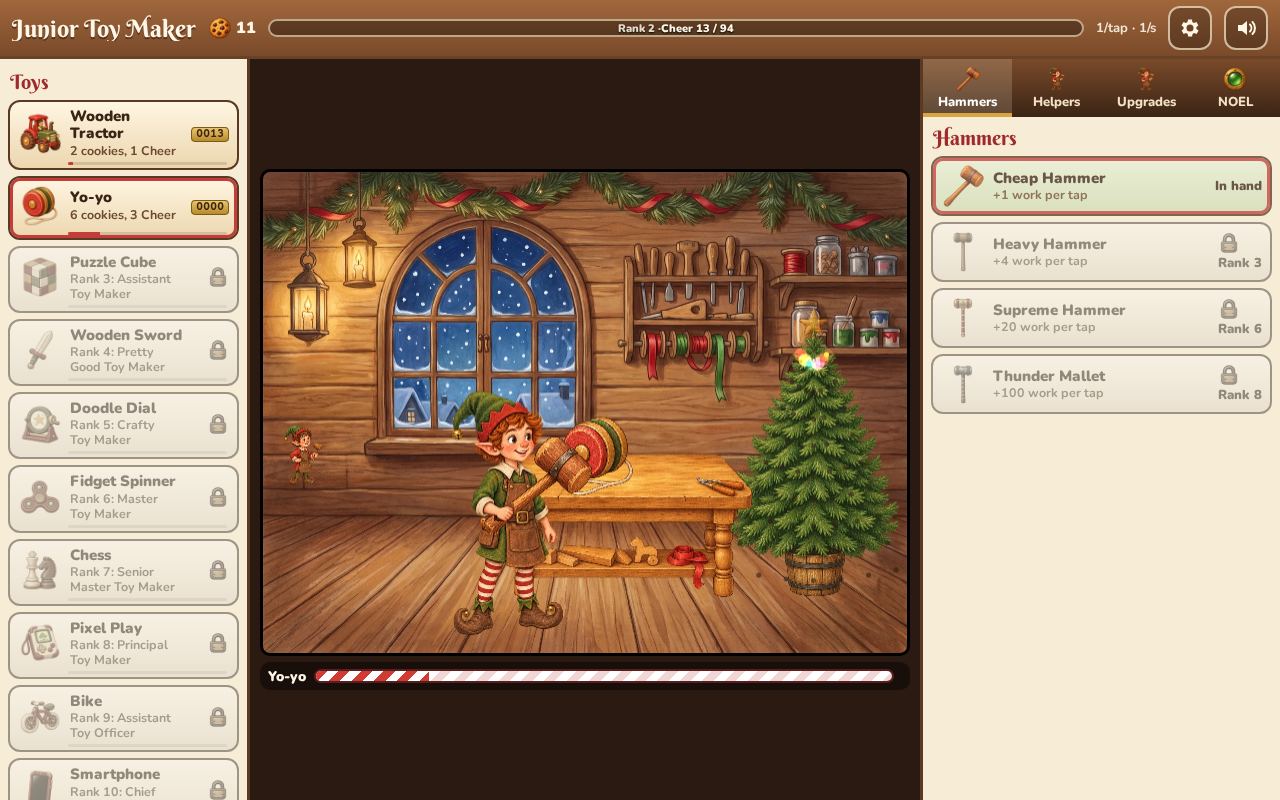 Junior Toy Maker
11
Rank 2 · Cheer 13 / 94
1/tap · 1/s
Toys
Wooden
Tractor
2 cookies, 1 Cheer
0013
Yo-yo
6 cookies, 3 Cheer
0000
Puzzle Cube
Rank 3: Assistant
Toy Maker
Wooden Sword
Rank 4: Pretty
Good Toy Maker
Doodle Dial
Rank 5: Crafty
Toy Maker
Fidget Spinner
Rank 6: Master
Toy Maker
Chess
Rank 7: Senior
Master Toy Maker
Pixel Play
Rank 8: Principal
Toy Maker
Bike
Rank 9: Assistant
Toy Officer
Smartphone
Rank 10: Chief
Yo-yo
Hammers
Helpers
Upgrades
NOEL
Hammers
Cheap Hammer
+1 work per tap
In hand
Heavy Hammer
+4 work per tap
Rank 3
Supreme Hammer
+20 work per tap
Rank 6
Thunder Mallet
+100 work per tap
Rank 8